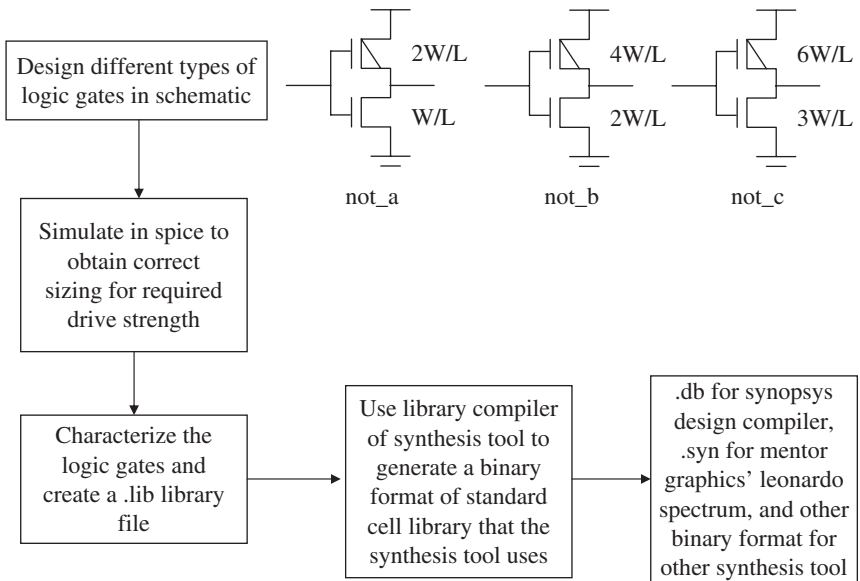 Design different types of
logic gates in schematic
2W/L
W/L
not_a
4W/L
2W/L
not_b
6W/L
3W/L
not_c
Simulate in spice to
obtain correct
sizing for required
drive strength
Characterize the
logic gates and
create a .lib library
file
Use library compiler
of synthesis tool to
generate a binary
format of standard
cell library that the
synthesis tool uses
.db for synopsys
design compiler,
.syn for mentor
graphics’ leonardo
spectrum, and other
binary format for
other synthesis tool